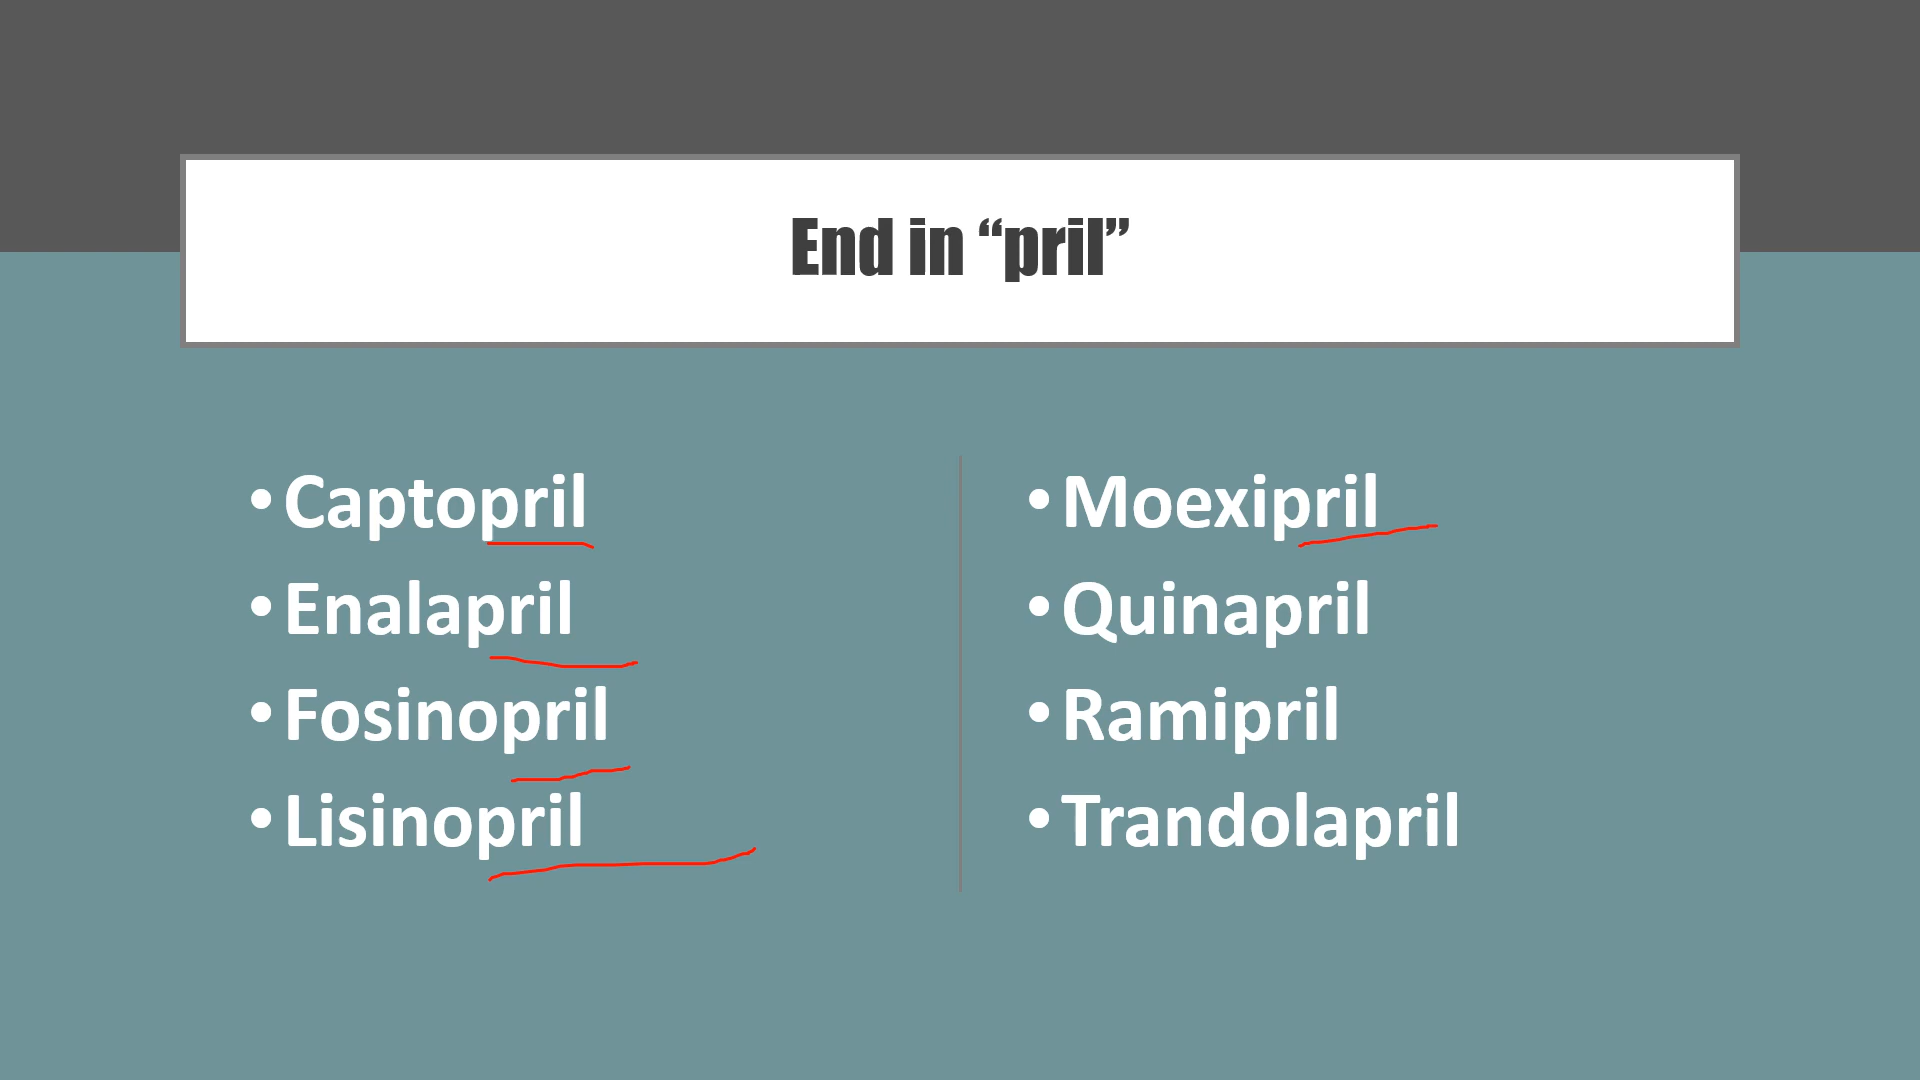 End in “pril”
• Captopril
• Enalapril
• Fosinopril
• Lisinopril
• Moexipril
• Quinapril
• Ramipril
• Trandolapril